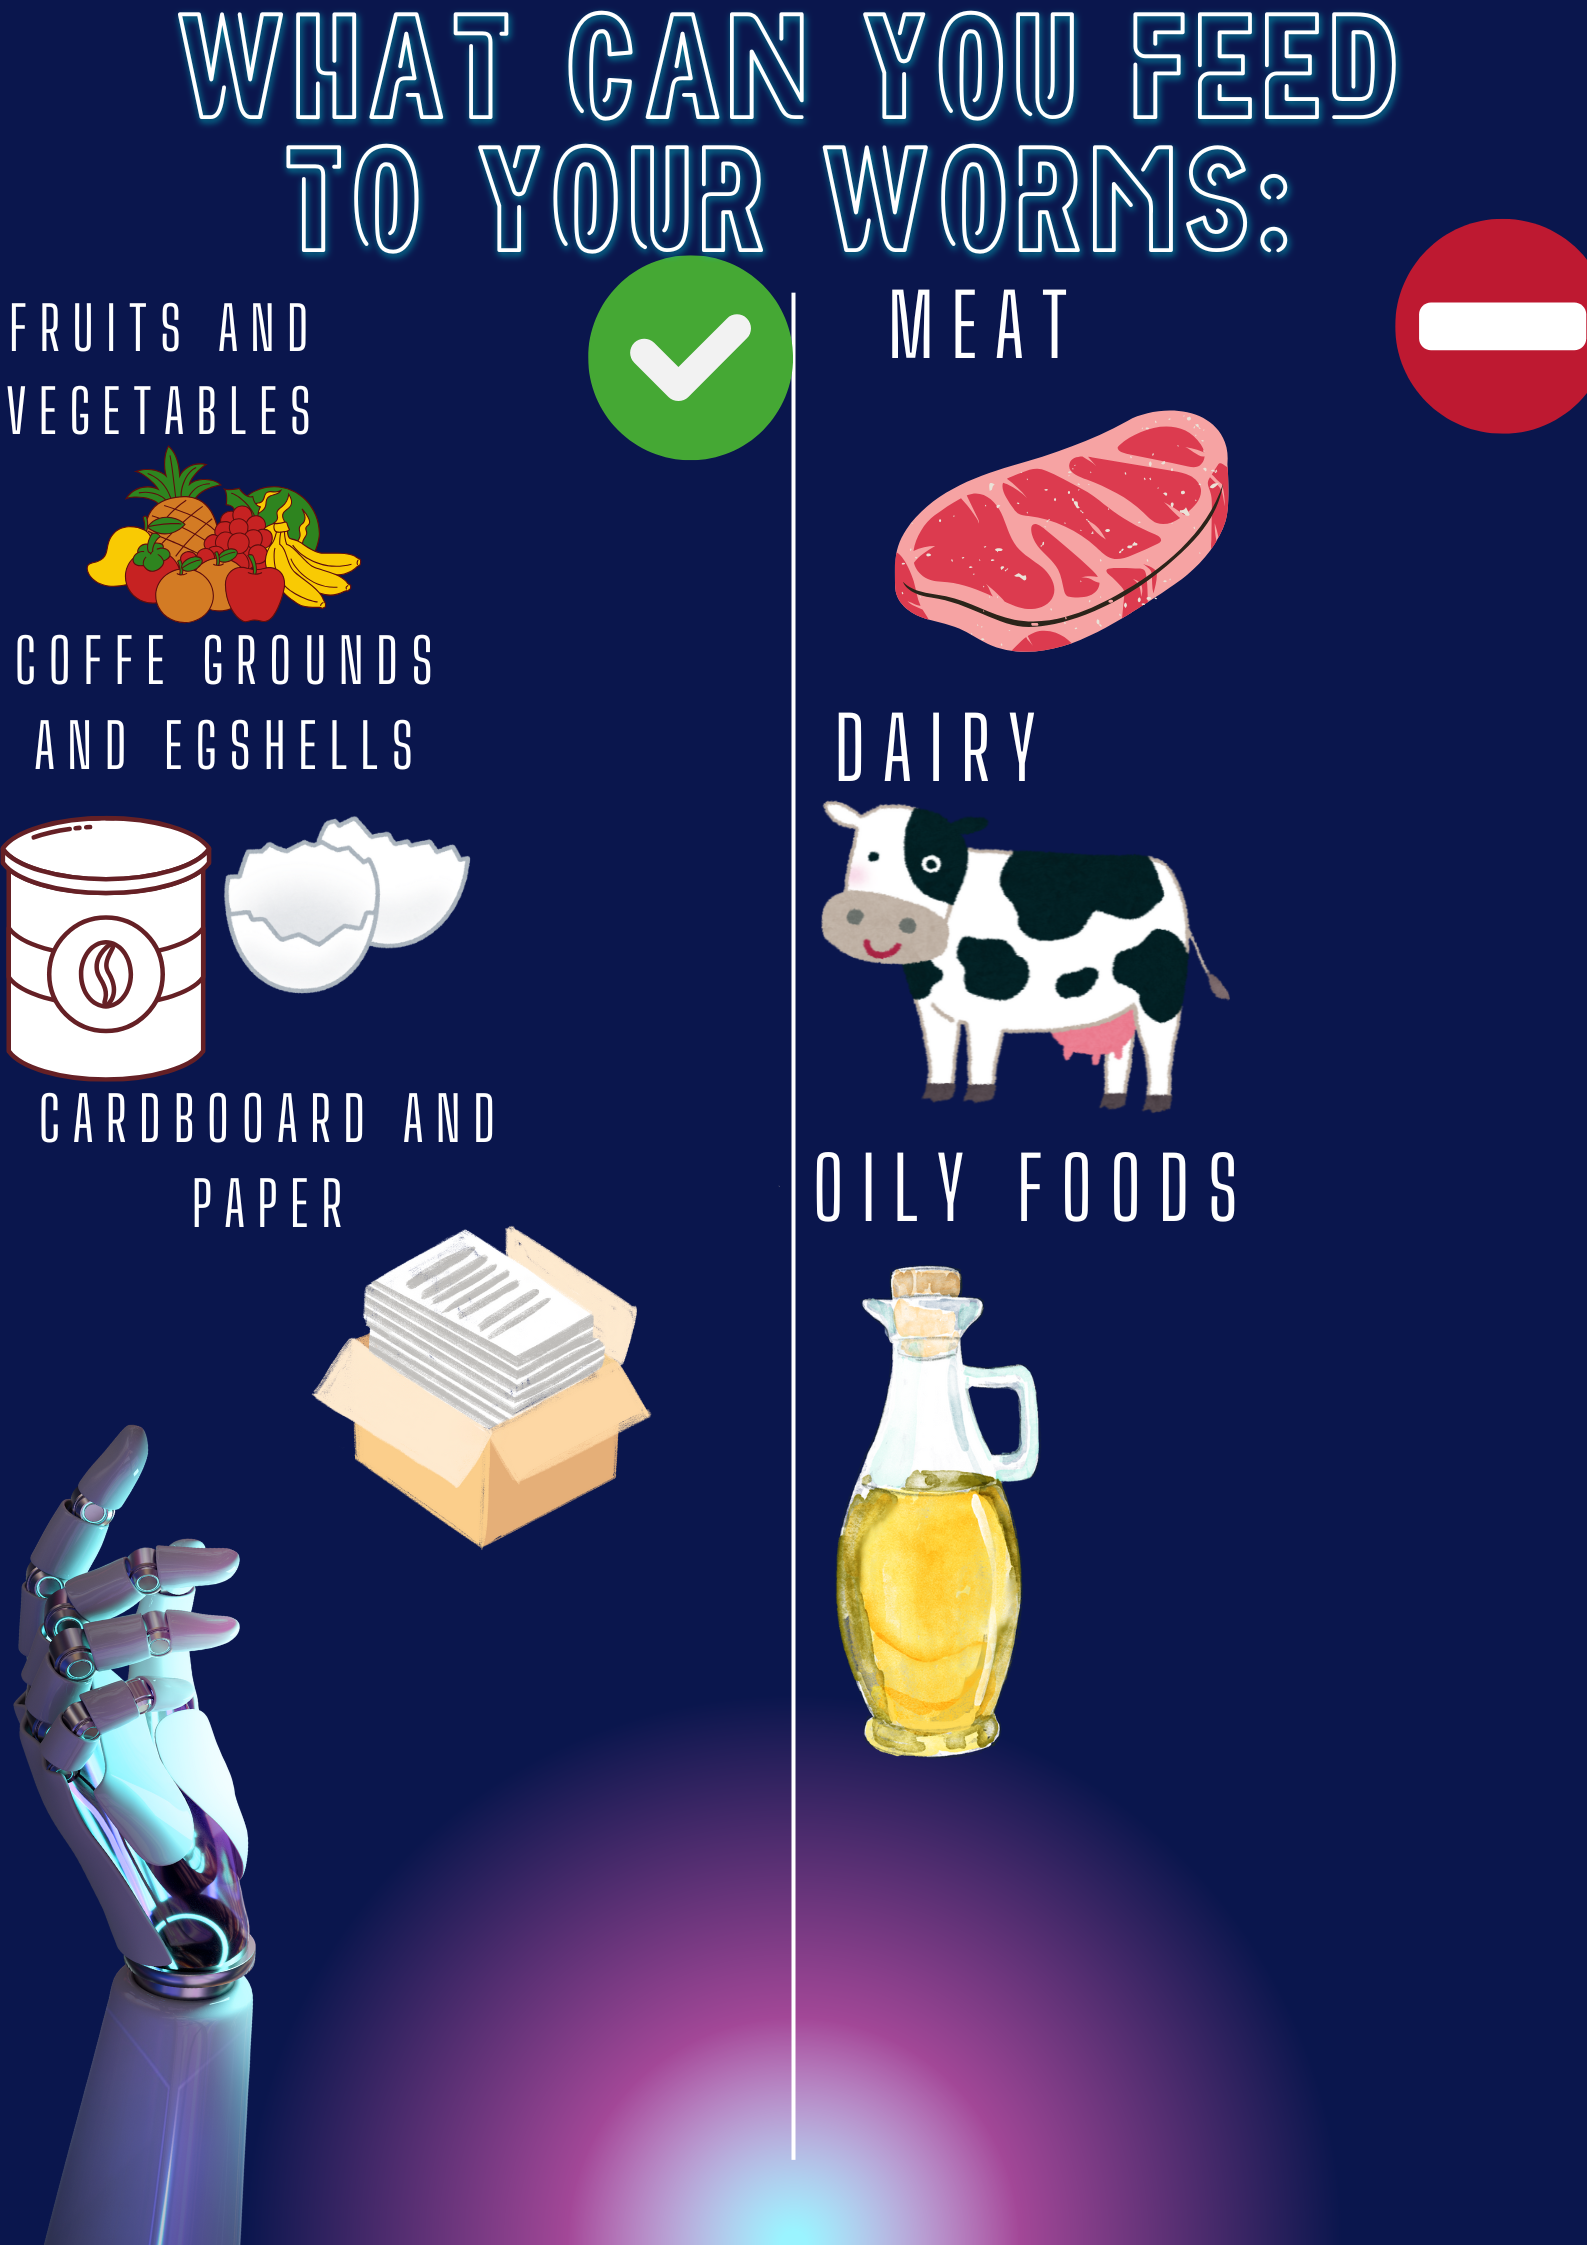 WHAT CAN YOU FEED
TO YOUR WORMS:
FRUITS AND
VEGETABLES
COFFE GROUNDS
AND EGSHELLS
CARDBOOARD AND
PAPER
MEAT
DAIRY
OILY FOODS